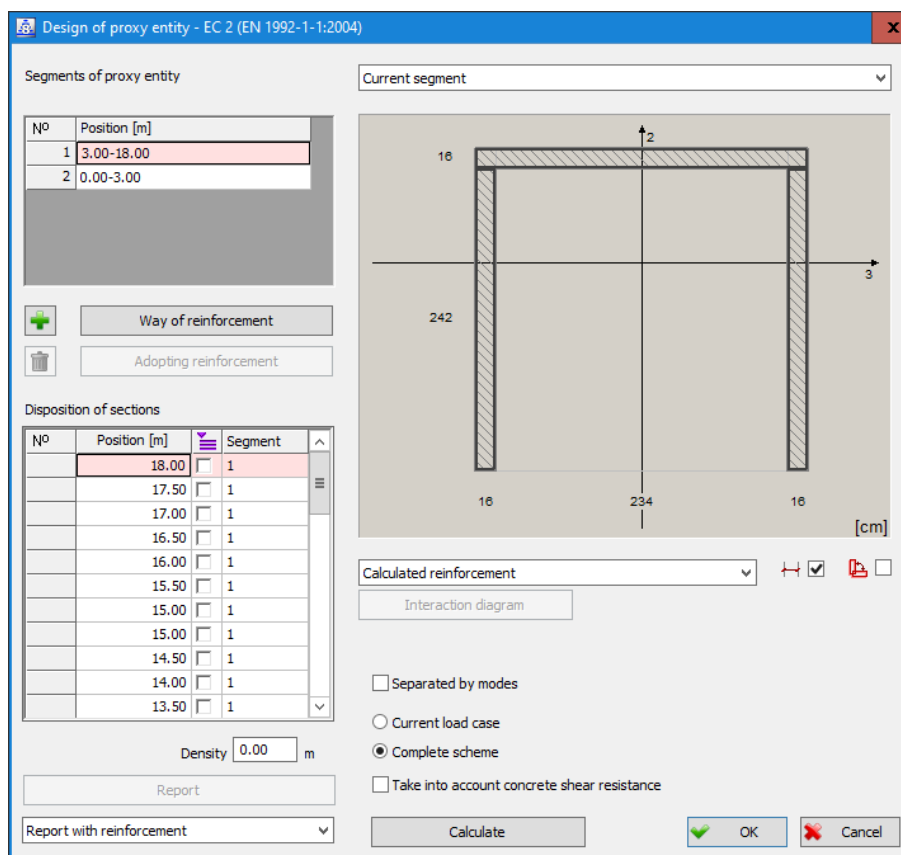 Design of proxy entity - EC 2 (EN 1992-1-1:2004)
x
Segments of proxy entity
Current segment
Nº Position [m]
1 3.00-18.00
2 0.00-3.00
Way of reinforcement
Adopting reinforcement
Disposition of sections
Nº Position [m] Segment
18.00 1
17.50 1
17.00 1
16.50 1
16.00 1
15.50 1
15.00 1
15.00 1
14.50 1
14.00 1
13.50 1
Density 0.00 m
Report
Report with reinforcement
2
16
3
242
16 234 16
[cm]
Calculated reinforcement
Interaction diagram
Separated by modes
Current load case
Complete scheme
Take into account concrete shear resistance
Calculate
OK
Cancel